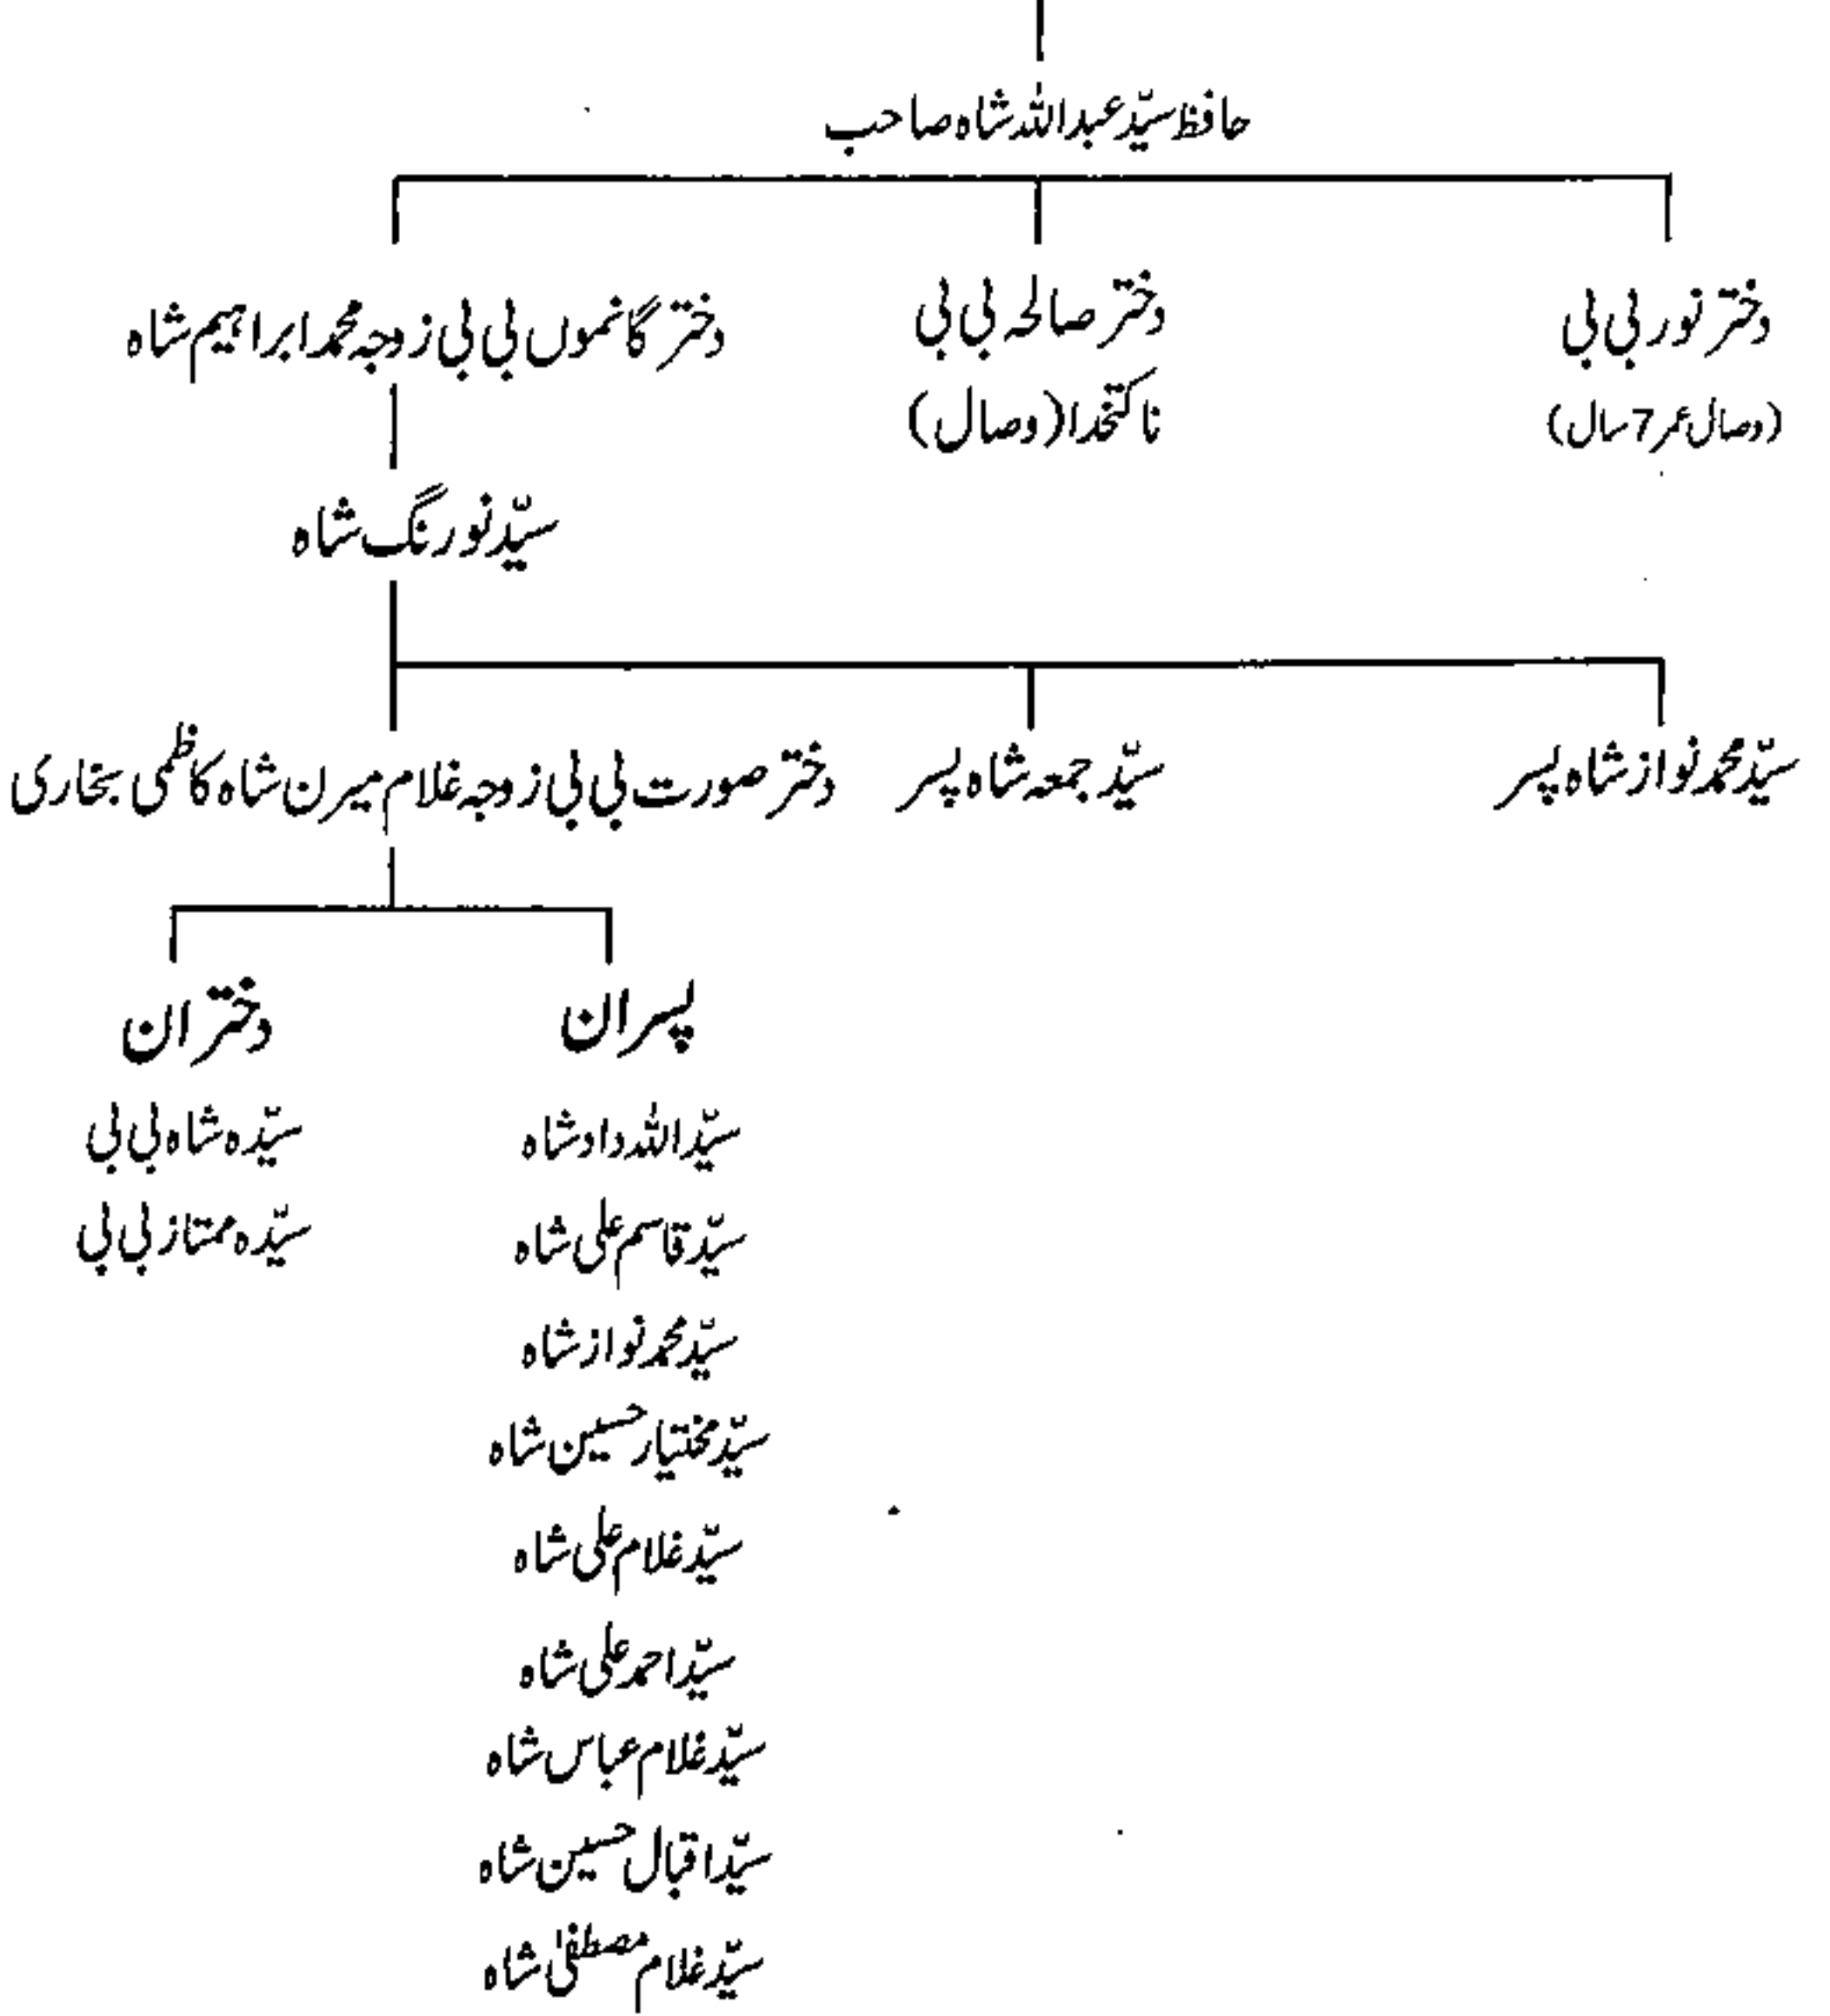 حافظ سیّد عبداللہ شاہ صاحب
دختر نور بی بی
(وصال عمر 7 سال)
دختر صالحہ بی بی
ناکتخدا (وصال)
دختر گانموں بی بی زوجہ محمد ابراہیم شاہ
سیّد نورنگ شاہ
سیّد محمد نواز شاہ پسر
سیّد جمعہ شاہ پسر
دختر صورت بی بی زوجہ غلام میرن شاہ کاظمی بخاری
پسران
سیّد اللہ داد شاہ
سیّد قاسم علی شاہ
سیّد محمد نواز شاہ
سیّد مختیار حسین شاہ
سیّد غلام علی شاہ
سیّد احمد علی شاہ
سیّد غلام عباس شاہ
سیّد اقبال حسین شاہ
سیّد غلام مصطفیٰ شاہ
دختران
سیّدہ شاہ بی بی
سیّدہ ممتاز بی بی